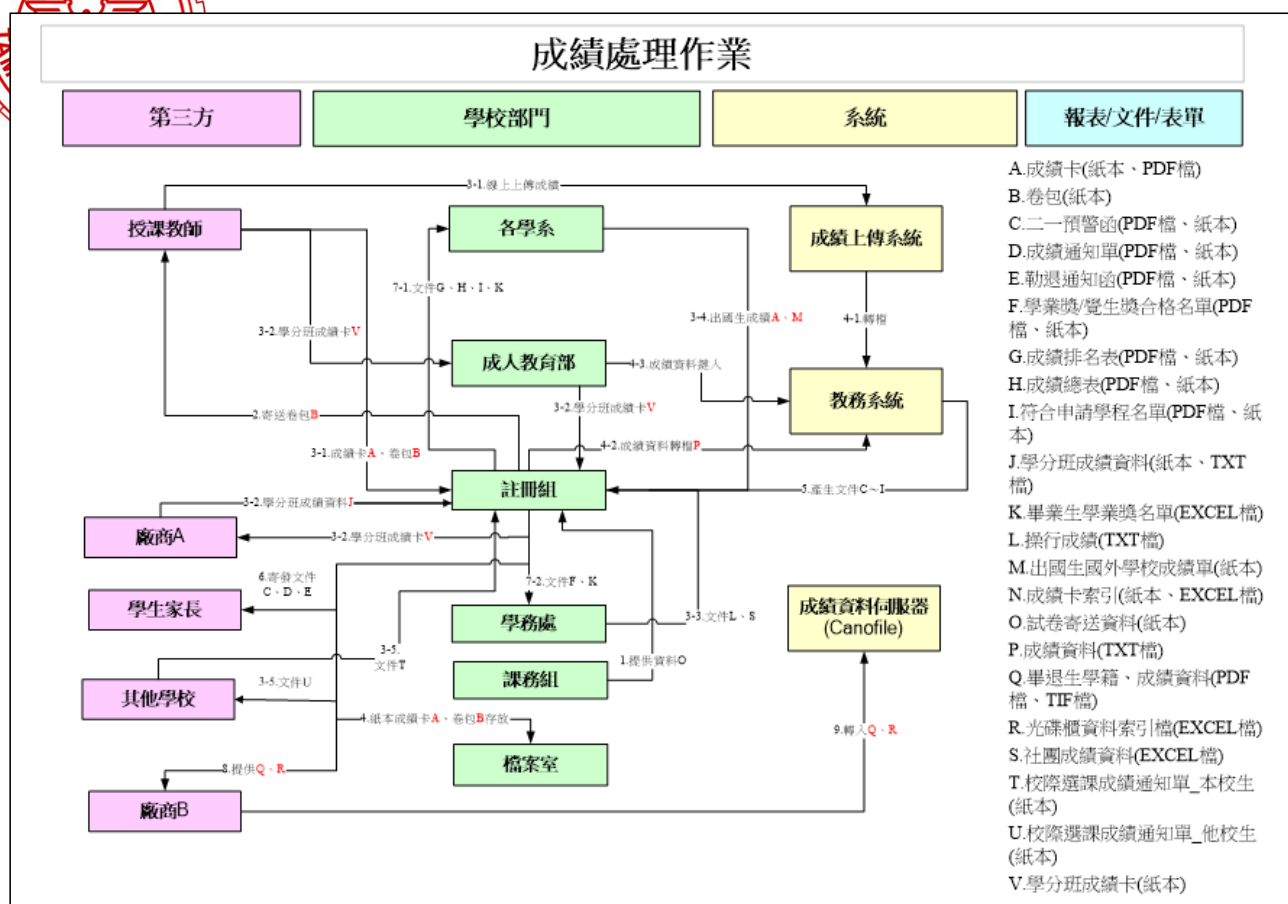 成績處理作業
第三方
學校部門
系統
報表/文件/表單
3-1.線上上傳成績
授課教師
各學系
成績上傳系統
7-1.文件G、H、I、K
3-2.學分班成績卡V
3-4.出國生成績A、M
4-1.轉檔
成人教育部
4-3.成績資料鍵入
教務系統
2.寄送卷包B
3-2.學分班成績卡V
3-1.成績卡A、卷包B
4-2.成績資料轉檔P
註冊組
5.產生文件C～I
3-2.學分班成績資料J
廠商A
3-2.學分班成績卡V
6.寄發文件
C、D、E
7-2.文件F、K
學生家長
學務處
3-3.文件L、S
成績資料伺服器
(Canofile)
3-5.
文件T
1.提供資料O
其他學校
3-5.文件U
課務組
4.紙本成績卡A、卷包B存放
檔案室
9.轉入Q、R
8.提供Q、R
廠商B
A.成績卡(紙本、PDF檔)
B.卷包(紙本)
C.二一預警函(PDF檔、紙本)
D.成績通知單(PDF檔、紙本)
E.勒退通知函(PDF檔、紙本)
F.學業獎/覺生獎合格名單(PDF
檔、紙本)
G.成績排名表(PDF檔、紙本)
H.成績總表(PDF檔、紙本)
I.符合申請學程名單(PDF檔、紙
本)
J.學分班成績資料(紙本、TXT
檔)
K.畢業生學業獎名單(EXCEL檔)
L.操行成績(TXT檔)
M.出國生國外學校成績單(紙本)
N.成績卡索引(紙本、EXCEL檔)
O.試卷寄送資料(紙本)
P.成績資料(TXT檔)
Q.畢退生學籍、成績資料(PDF
檔、TIF檔)
R.光碟櫃資料索引檔(EXCEL檔)
S.社團成績資料(EXCEL檔)
T.校際選課成績通知單_本校生
(紙本)
U.校際選課成績通知單_他校生
(紙本)
V.學分班成績卡(紙本)